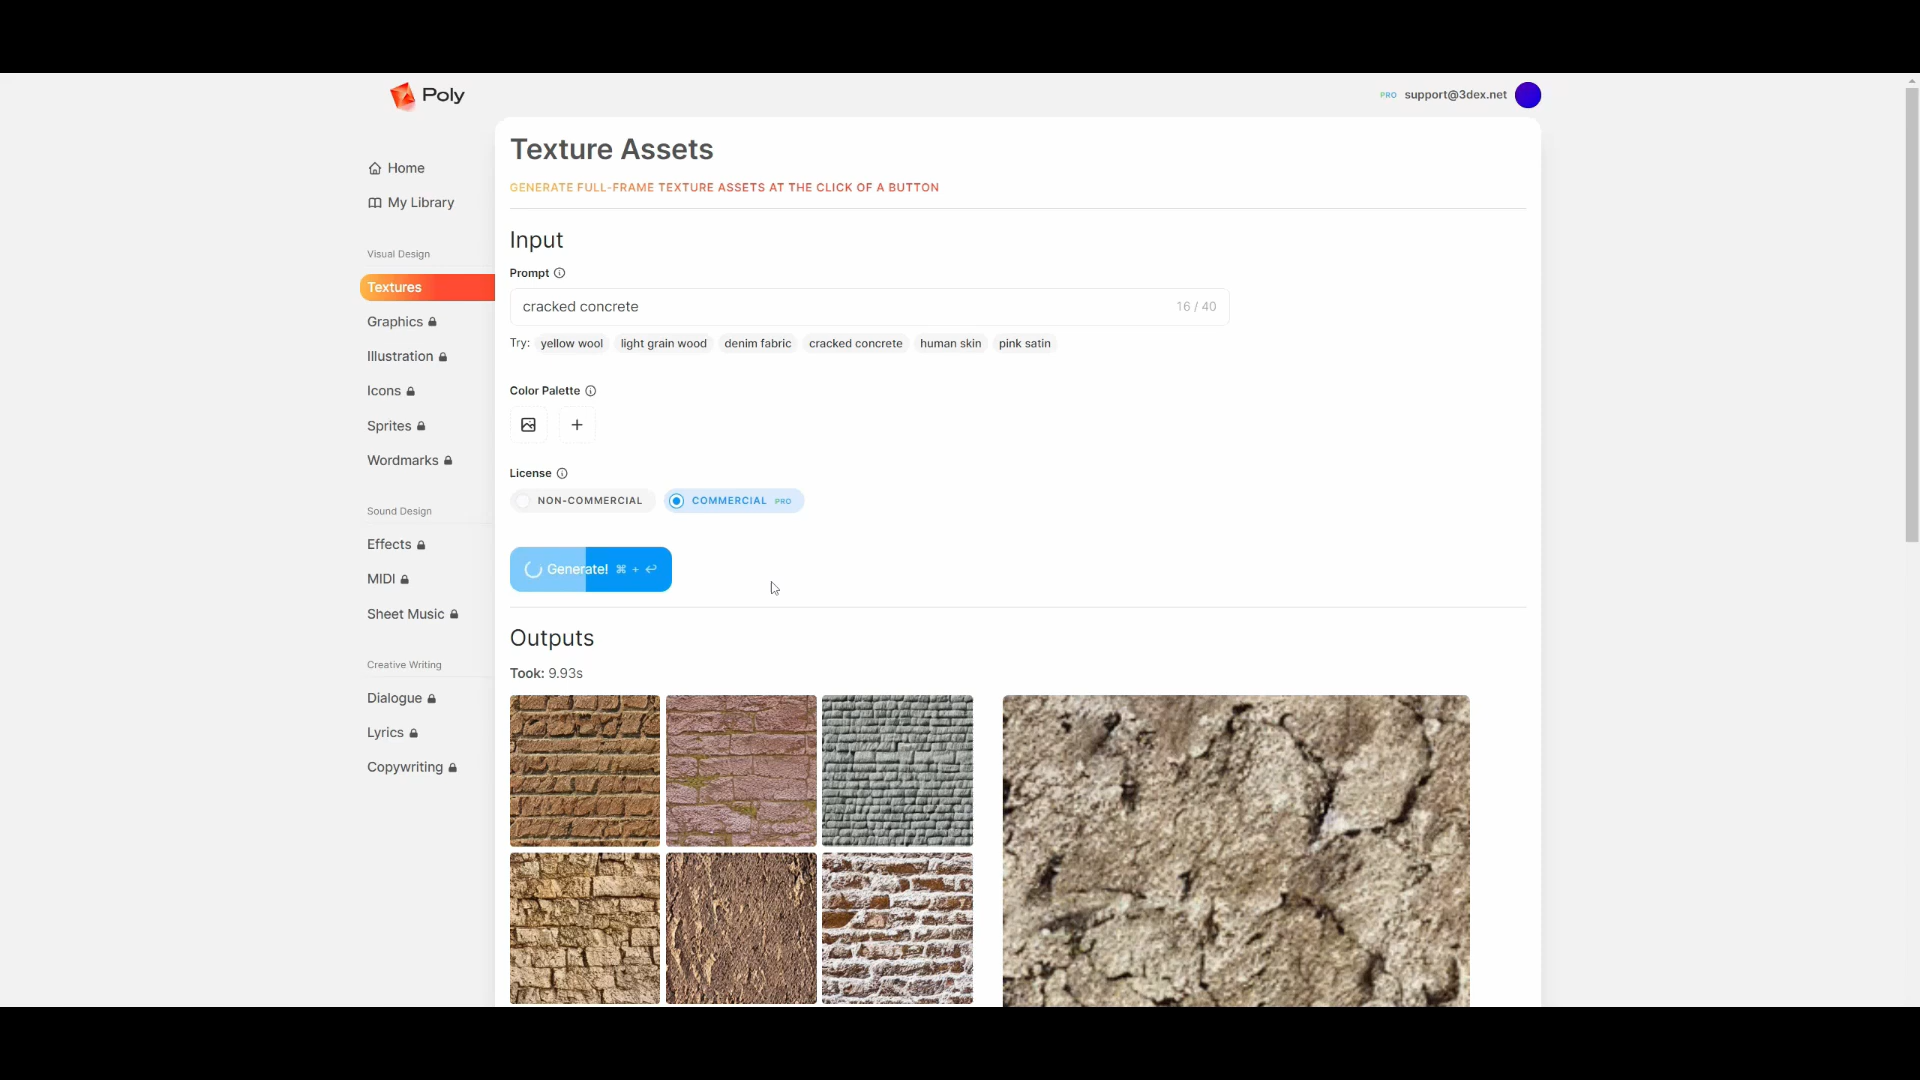 Poly
PRO support@3dex.net
Home
My Library
Visual Design
Textures
Graphics
Illustration
Icons
Sprites
Wordmarks
Sound Design
Effects
MIDI
Sheet Music
Creative Writing
Dialogue
Lyrics
Copywriting
Texture Assets
GENERATE FULL-FRAME TEXTURE ASSETS AT THE CLICK OF A BUTTON
Input
Prompt
cracked concrete 16 / 40
Try: yellow wool light grain wood denim fabric cracked concrete human skin pink satin
Color Palette
License
NON-COMMERCIAL COMMERCIAL PRO
Generate! ⌘ + ↩
Outputs
Took: 9.93s